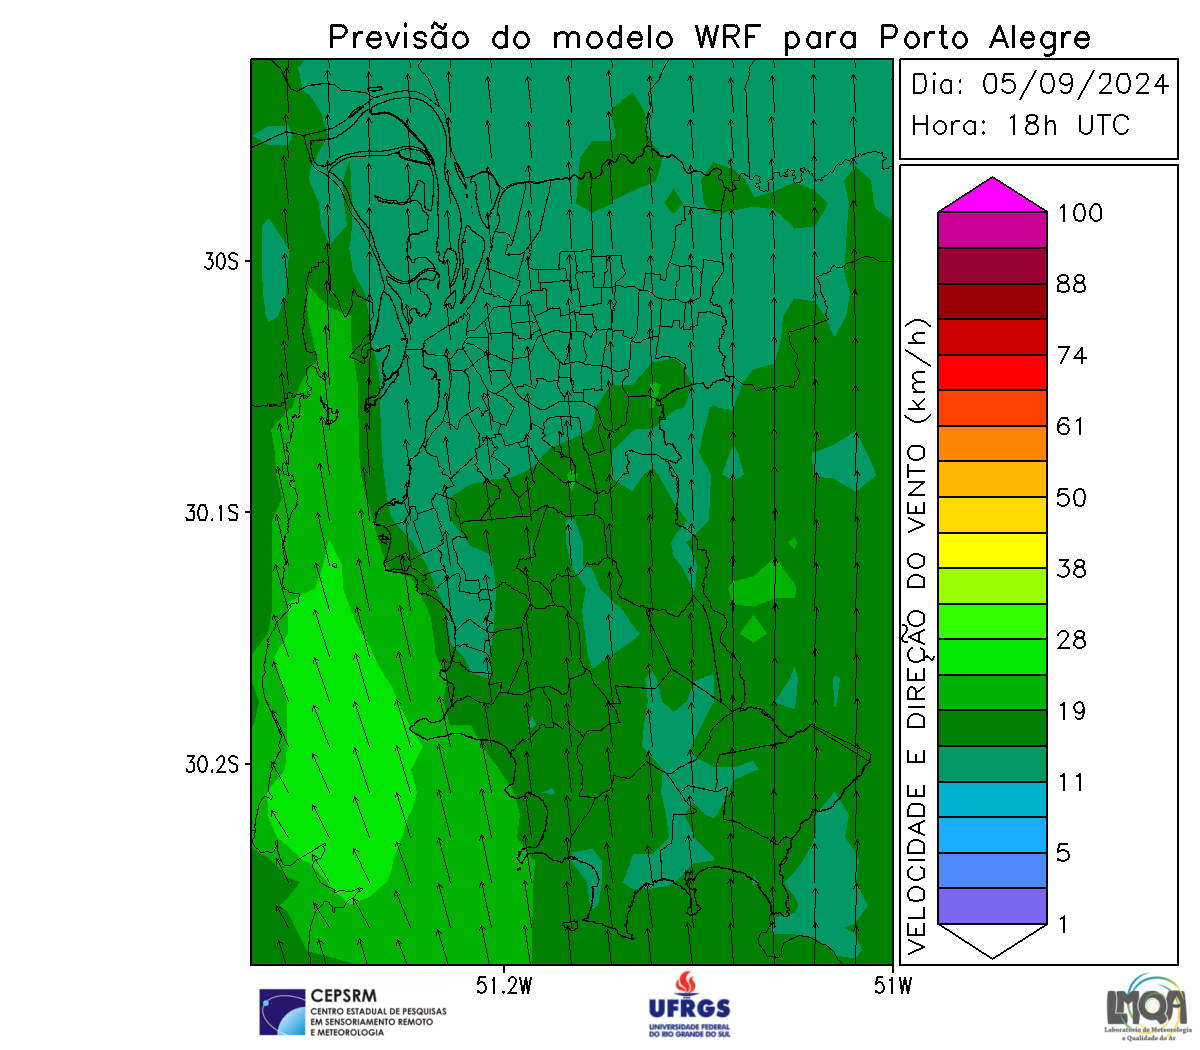 Previsão do modelo WRF para Porto Alegre
Dia: 05/09/2024
Hora: 18h UTC
30S
30.1S
30.2S
51.2W
51W
VELOCIDADE E DIREÇÃO DO VENTO (km/h)
100
88
74
61
50
38
28
19
11
5
1
CEPSRM
CENTRO ESTADUAL DE PESQUISAS
EM SENSORIAMENTO REMOTO
E METEOROLOGIA
UFRGS
UNIVERSIDADE FEDERAL
DO RIO GRANDE DO SUL
LMQA
Laboratório de Meteorologia
e Qualidade do Ar